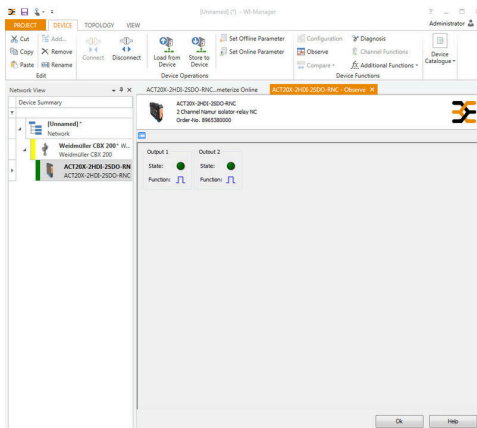 [Unnamed] (*) - WI-Manager
PROJECT DEVICE TOPOLOGY VIEW
Administrator
Cut Add...
Copy Remove
Paste Rename
Edit
Connect Disconnect
Load from Device
Store to Device
Set Offline Parameter
Set Online Parameter
Device Operations
Configuration Diagnosis
Observe Channel Functions
Compare Additional Functions
Device Functions
Device Catalogue
Network View
ACT20X-2HDI-2SDO-RNC...meterize Online
ACT20X-2HDI-2SDO-RNC - Observe
Device Summary
[Unnamed]*
Network
Weidmüller CBX 200* W...
Weidmüller CBX 200
ACT20X-2HDI-2SDO-RN
ACT20X-2HDI-2SDO-RNC
ACT20X-2HDI-2SDO-RNC
2 Channel Namur isolator-relay NC
Order-No. 8965380000
Output 1 Output 2
State: State:
Function: Function:
Ok Help